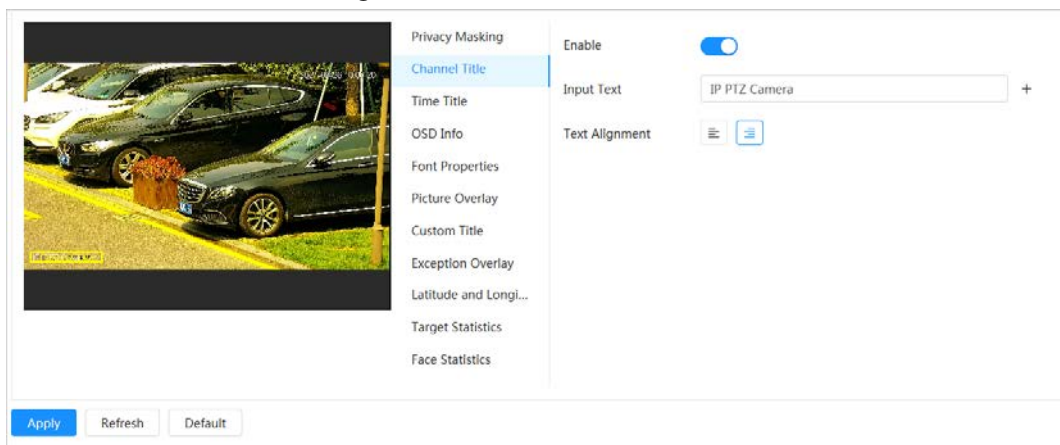 Privacy Masking
Channel Title
Time Title
OSD Info
Font Properties
Picture Overlay
Custom Title
Exception Overlay
Latitude and Longi...
Target Statistics
Face Statistics
Enable
Input Text
IP PTZ Camera
+
Text Alignment
Apply
Refresh
Default